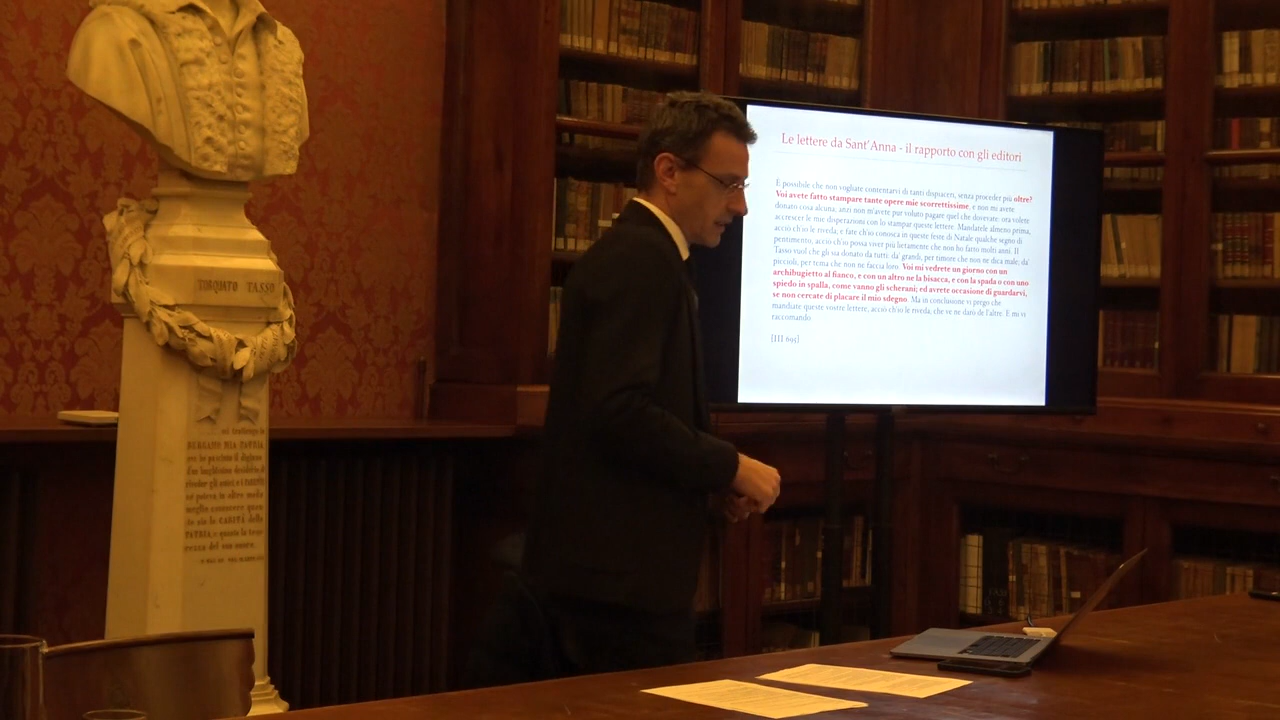 TORQUATO TASSO
BERGAMO MIA PATRIA
Le lettere da Sant'Anna - il rapporto con gli editori
È possibile che non vogliate contentarvi di tanti dispiaceri, senza proceder più oltre?
Voi avete fatto stampare tante opere mie scorrettissime, e non mi avete
donato cosa alcuna; anzi non m'avete pur voluto pagare quel che dovevate: ora volete
accrescer le mie disperazioni con lo stampar queste lettere. Mandatele almeno prima,
acciò ch'io le riveda, e fate ch'io conosca in queste feste di Natale qualche segno di
pentimento, acciò ch'io possa viver più lietamente che non ho fatto molti anni. Il
Tasso vuol che gli sia donato da tutti: da' grandi, per timore che non ne dica male; da'
piccioli, per tema che non ne faccia loro. Voi mi vedrete un giorno con un
archibugietto al fianco, e con un altro ne la bisacca, e con la spada o con uno
spiedo in spalla, come vanno gli scherani; ed avrete occasione di guardarvi,
se non cercate di placare il mio sdegno. Ma in conclusione vi prego che
mandiate queste vostre lettere, acciò ch'io le riveda, che ve ne darò de l'altre. E mi vi
raccomando.
[III 695]